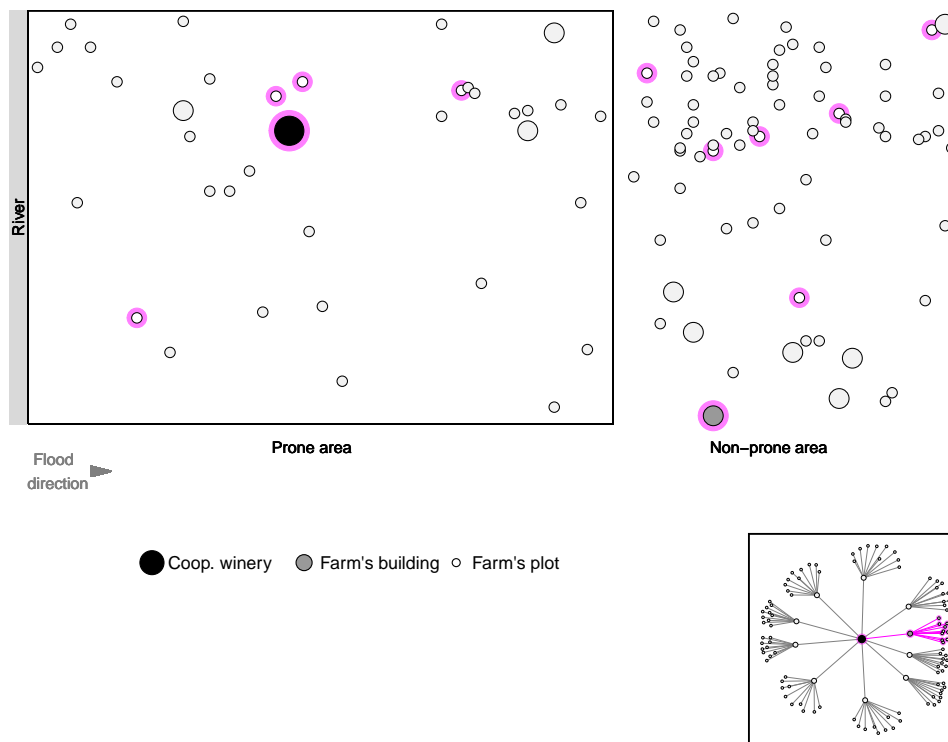 River
Prone area
Non−prone area
Flood
direction
Coop. winery
Farm's building
Farm's plot